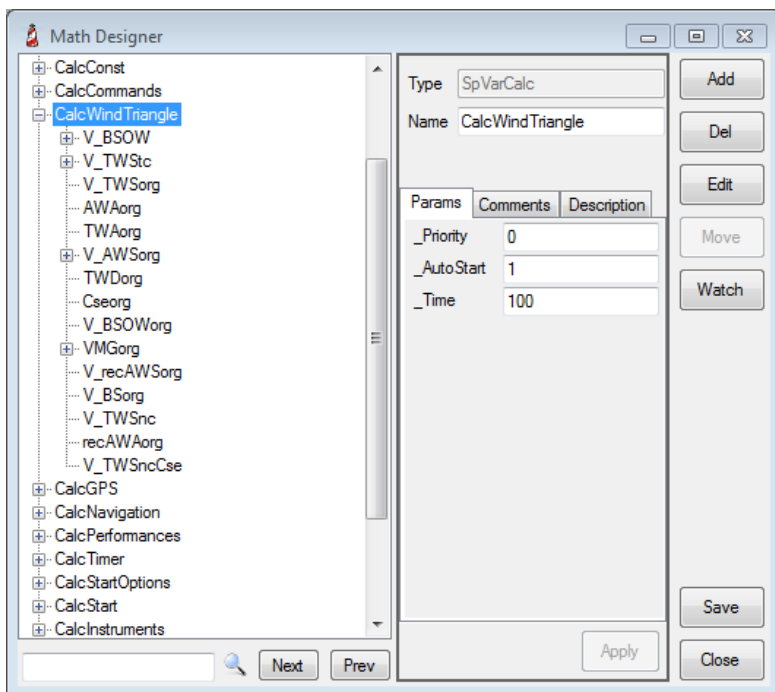 Math Designer
CalcConst
CalcCommands
CalcWindTriangle
V_BSOW
V_TWStc
V_TWSorg
AWAorg
TWAorg
V_AWSorg
TWDorg
Cseorg
V_BSOWorg
VMGorg
V_recAWSorg
V_BSorg
V_TWSnc
recAWAorg
V_TWSncCse
CalcGPS
CalcNavigation
CalcPerformances
CalcTimer
CalcStartOptions
CalcStart
CalcInstruments
Next Prev
Type SpVarCalc
Name CalcWindTriangle
Params Comments Description
_Priority 0
_AutoStart 1
_Time 100
Apply
Add
Del
Edit
Move
Watch
Save
Close